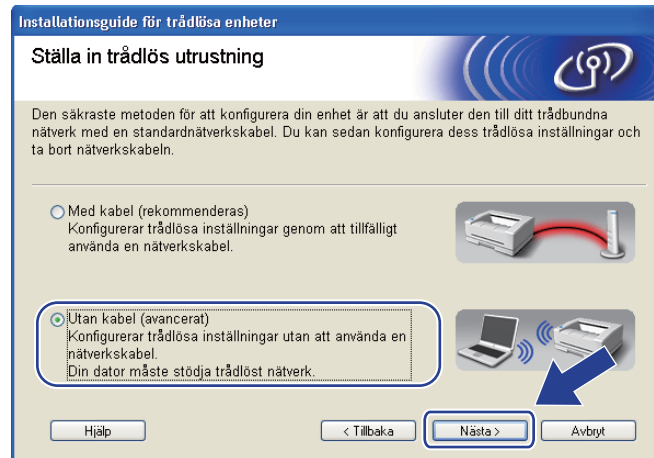 Installationsguide för trådlösa enheter
Ställa in trådlös utrustning
Den säkraste metoden för att konfigurera din enhet är att du ansluter den till ditt trådbundna
nätverk med en standardnätverkskabel. Du kan sedan konfigurera dess trådlösa inställningar och
ta bort nätverkskabeln.
Med kabel (rekommenderas)
Konfigurerar trådlösa inställningar genom att tillfälligt
använda en nätverkskabel.
Utan kabel (avancerat)
Konfigurerar trådlösa inställningar utan att använda en
nätverkskabel.
Din dator måste stödja trådlöst nätverk.
Hjälp
< Tillbaka
Nästa >
Avbryt